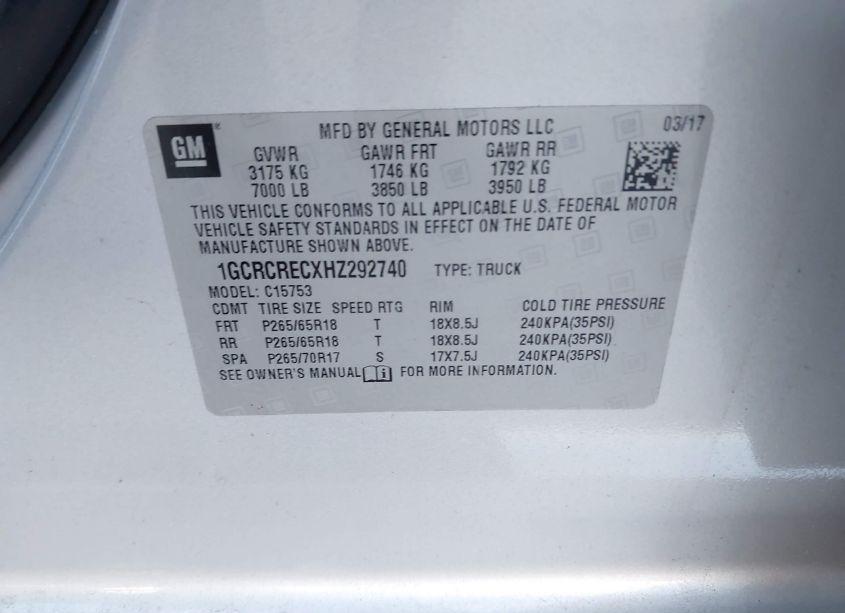 GM
MFD BY GENERAL MOTORS LLC 03/17
GVWR GAWR FRT GAWR RR
3175 KG 1746 KG 1792 KG
7000 LB 3850 LB 3950 LB
THIS VEHICLE CONFORMS TO ALL APPLICABLE U.S. FEDERAL MOTOR
VEHICLE SAFETY STANDARDS IN EFFECT ON THE DATE OF
MANUFACTURE SHOWN ABOVE.
1GCRCRECXHZ292740 TYPE: TRUCK
MODEL: C15753
CDMT TIRE SIZE SPEED RTG RIM COLD TIRE PRESSURE
FRT P265/65R18 T 18X8.5J 240KPA(35PSI)
RR P265/65R18 T 18X8.5J 240KPA(35PSI)
SPA P265/70R17 S 17X7.5J 240KPA(35PSI)
SEE OWNER'S MANUAL FOR MORE INFORMATION.